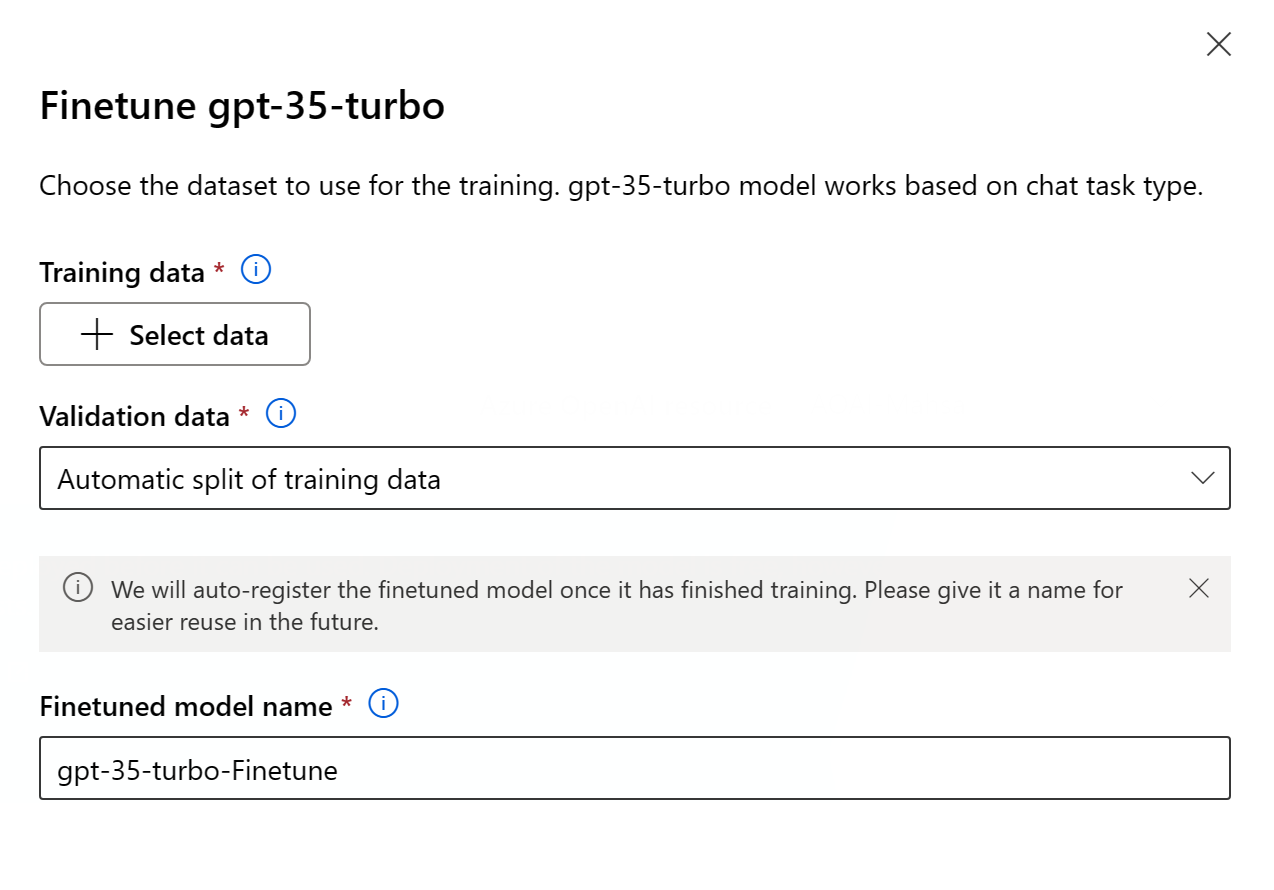 Finetune gpt-35-turbo
Choose the dataset to use for the training. gpt-35-turbo model works based on chat task type.
Training data *
Select data
Validation data *
Automatic split of training data
We will auto-register the finetuned model once it has finished training. Please give it a name for
easier reuse in the future.
Finetuned model name *
gpt-35-turbo-Finetune